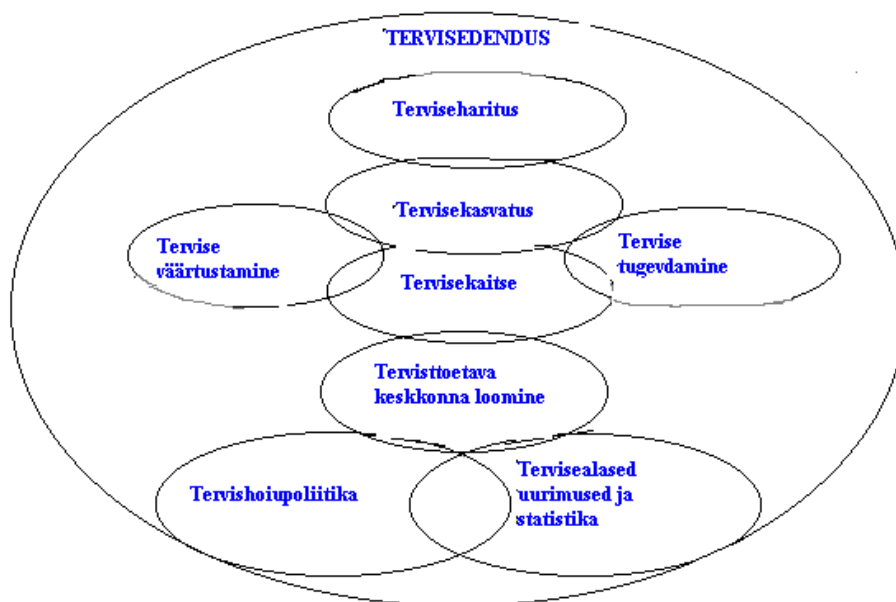 TERVISEDENDUS
Terviseharitus
Tervisekasvatus
Tervise
väärtustamine
Tervise
tugevdamine
Tervisekaitse
Tervisttoetava
keskkonna loomine
Tervishoiupoliitika
Tervisealased
uurimused ja
statistika